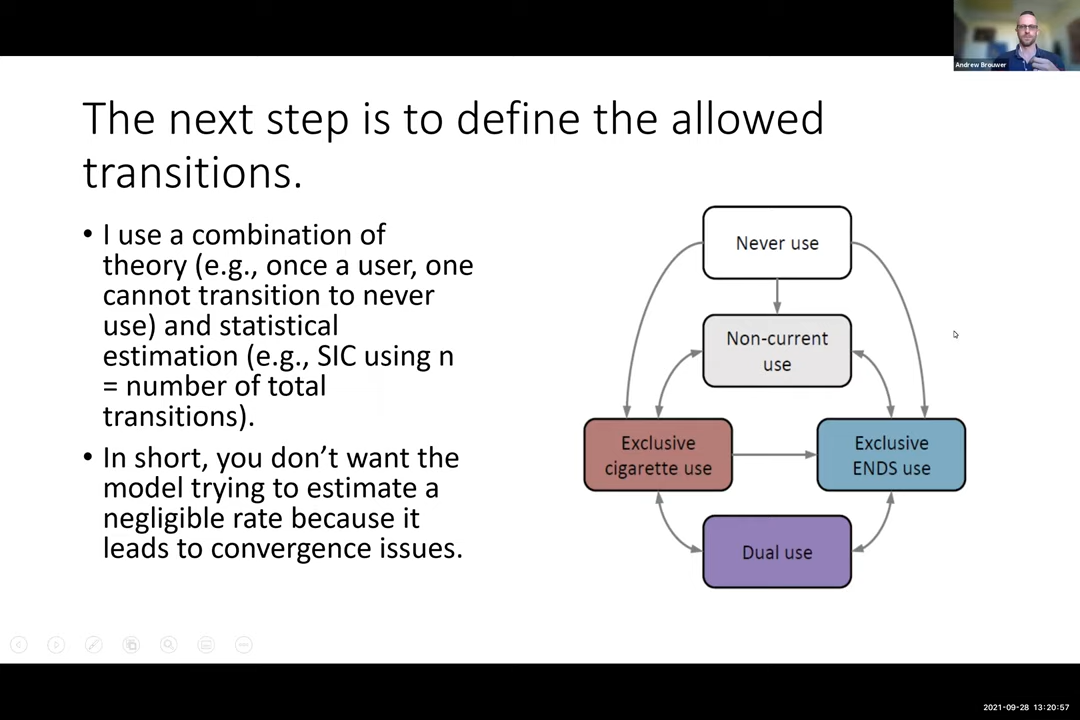 Andrew Brouwer
The next step is to define the allowed
transitions.
• I use a combination of
theory (e.g., once a user, one
cannot transition to never
use) and statistical
estimation (e.g., SIC using n
= number of total
transitions).
• In short, you don’t want the
model trying to estimate a
negligible rate because it
leads to convergence issues.
Never use
Non-current
use
Exclusive
cigarette use
Exclusive
ENDS use
Dual use
2021-09-28 13:20:57